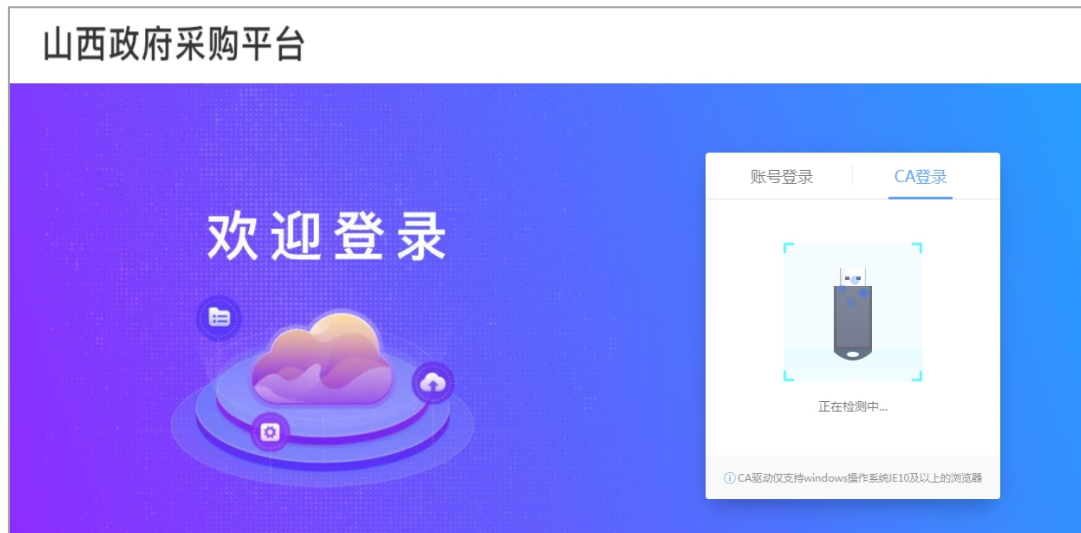 山西政府采购平台
账号登录
CA登录
欢迎登录
正在检测中...
CA驱动仅支持windows操作系统IE10及以上的浏览器